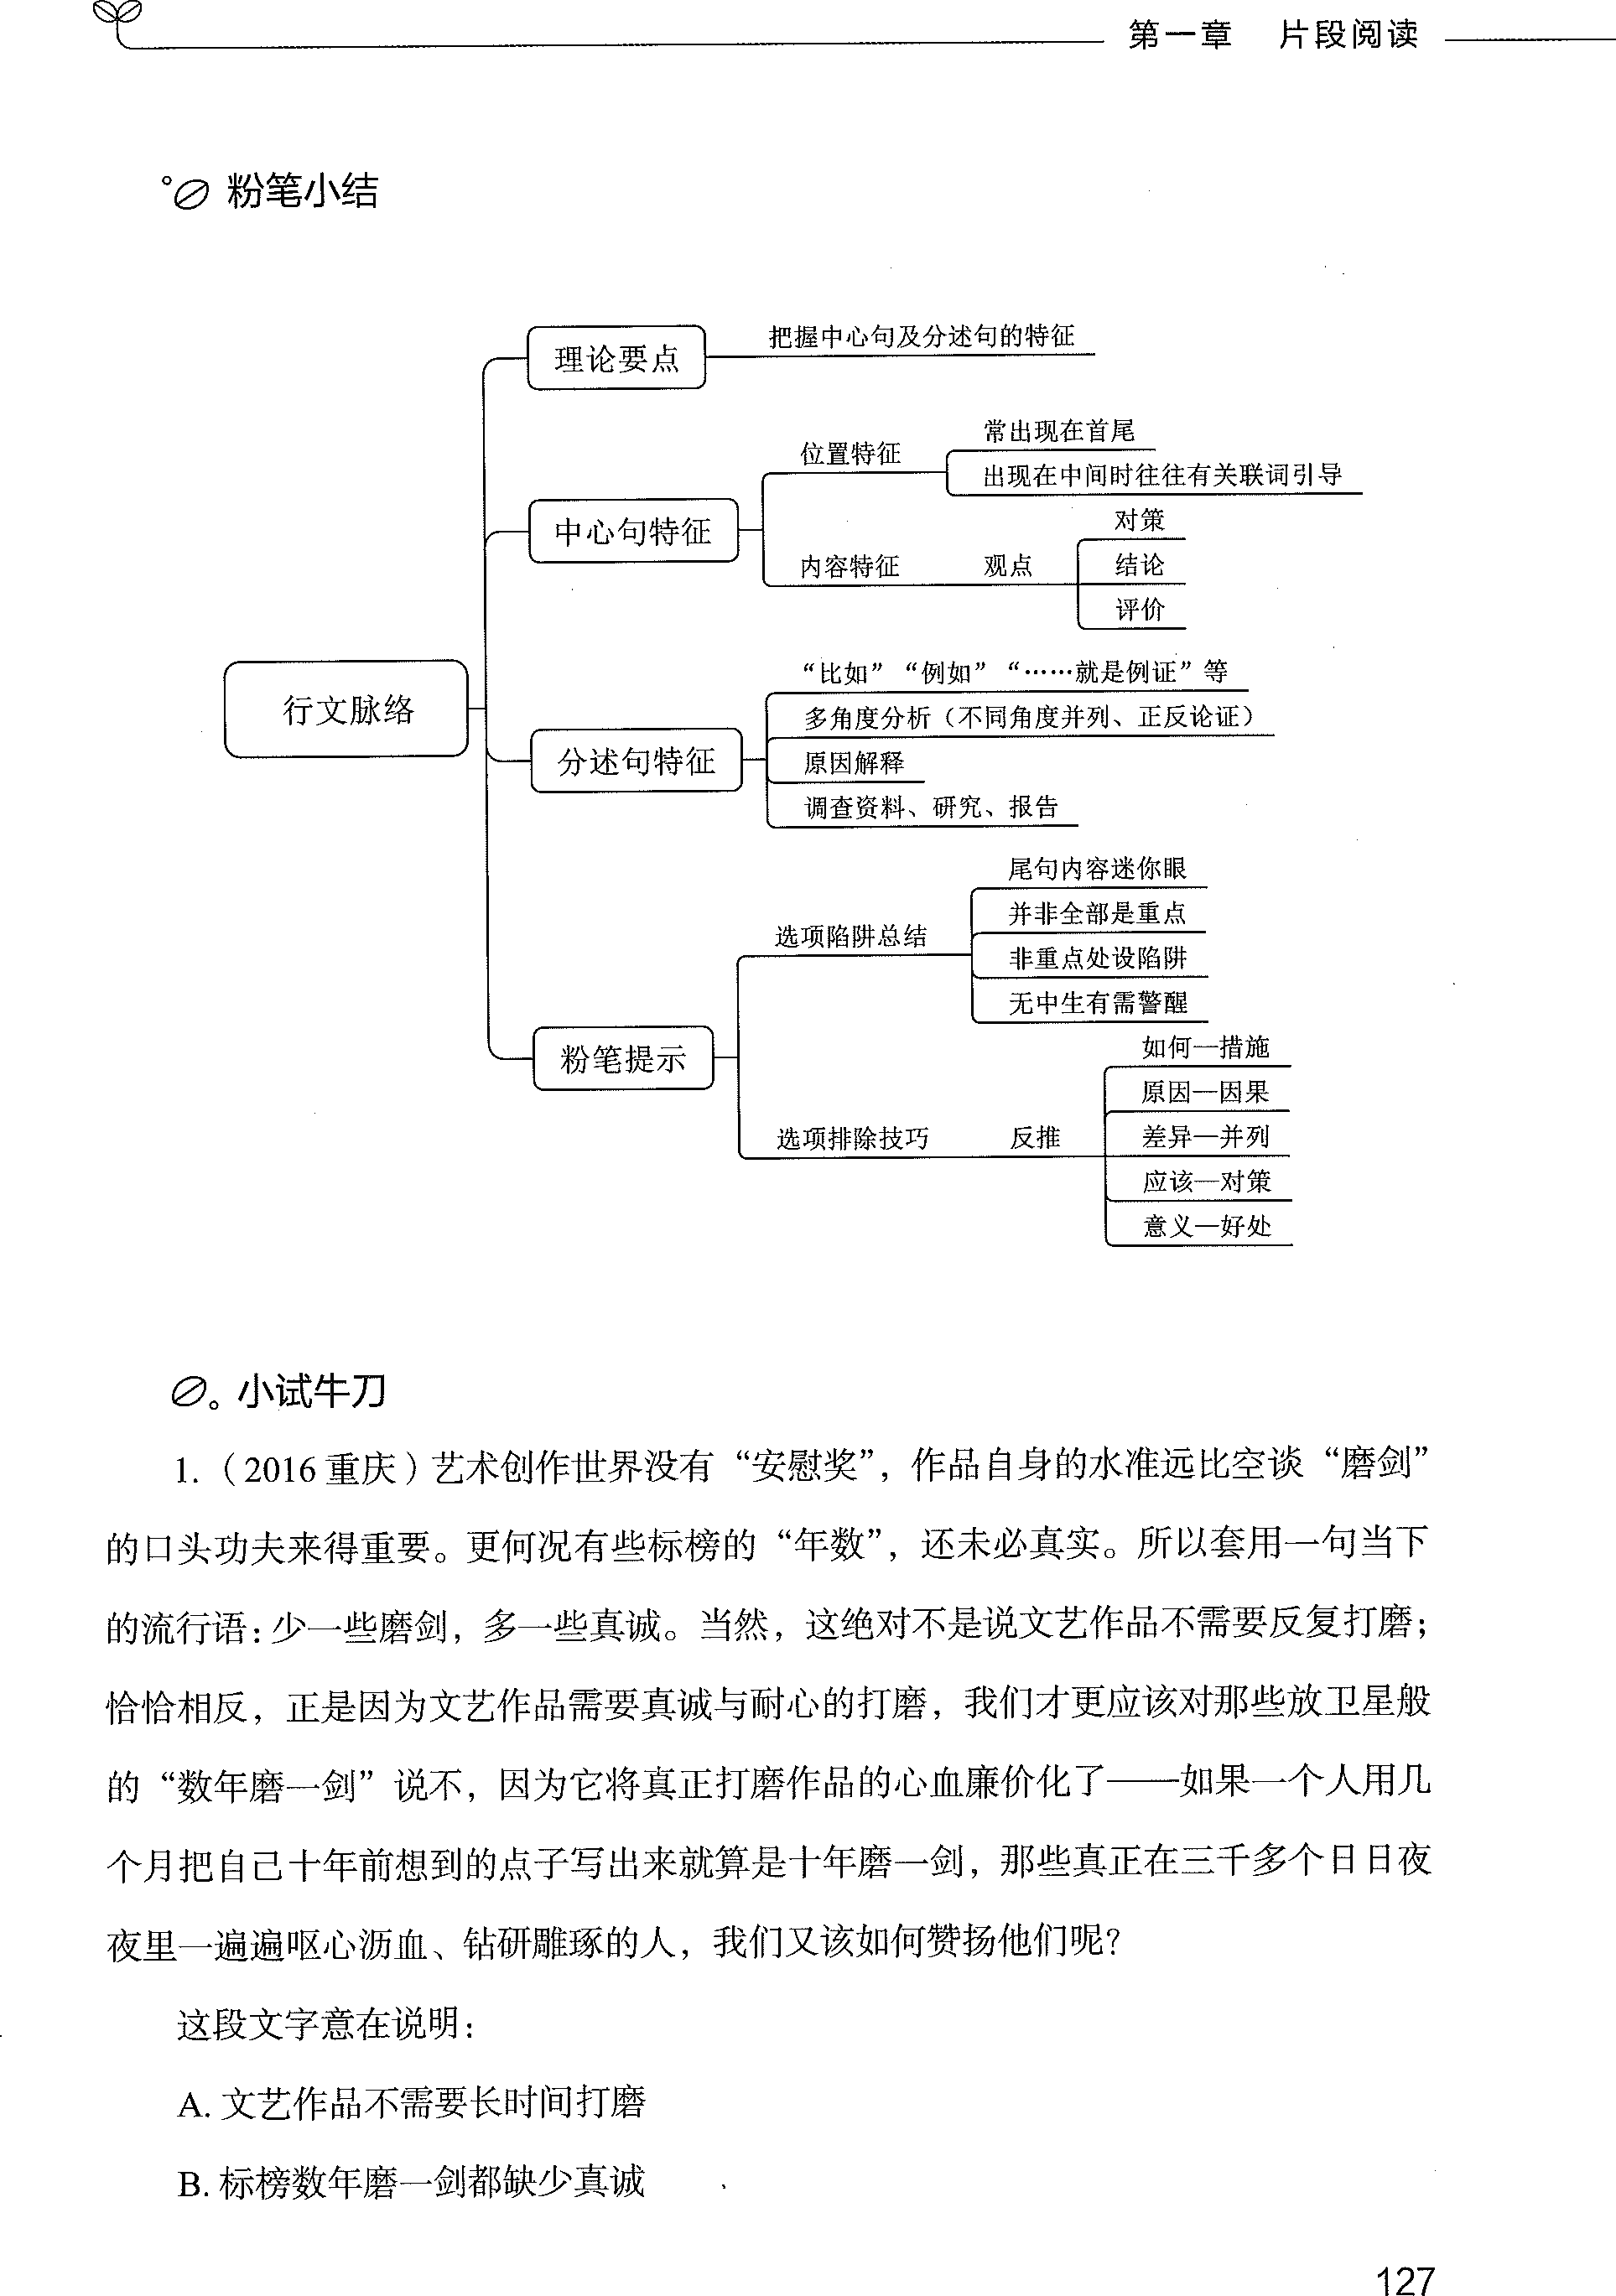 第一章 片段阅读
粉笔小结
行文脉络
理论要点
把握中心句及分述句的特征
中心句特征
位置特征
常出现在首尾
出现在中间时往往有关联词引导
内容特征
观点
对策
结论
评价
分述句特征
“比如”“例如”“……就是例证”等
多角度分析（不同角度并列、正反论证）
原因解释
调查资料、研究、报告
粉笔提示
选项陷阱总结
尾句内容迷你眼
并非全部是重点
非重点处设陷阱
无中生有需警醒
选项排除技巧
反推
如何—措施
原因—因果
差异—并列
应该—对策
意义—好处
小试牛刀
1.（2016 重庆）艺术创作世界没有“安慰奖”，作品自身的水准远比空谈“磨剑”
的口头功夫来得重要。更何况有些标榜的“年数”，还未必真实。所以套用一句当下
的流行语：少一些磨剑，多一些真诚。当然，这绝对不是说文艺作品不需要反复打磨；
恰恰相反，正是因为文艺作品需要真诚与耐心的打磨，我们才更应该对那些放卫星般
的“数年磨一剑”说不，因为它将真正打磨作品的心血廉价化了——如果一个人用几
个月把自己十年前想到的点子写出来就算是十年磨一剑，那些真正在三千多个日日夜
夜里一遍遍呕心沥血、钻研雕琢的人，我们又该如何赞扬他们呢？
这段文字意在说明：
A. 文艺作品不需要长时间打磨
B. 标榜数年磨一剑都缺少真诚
127